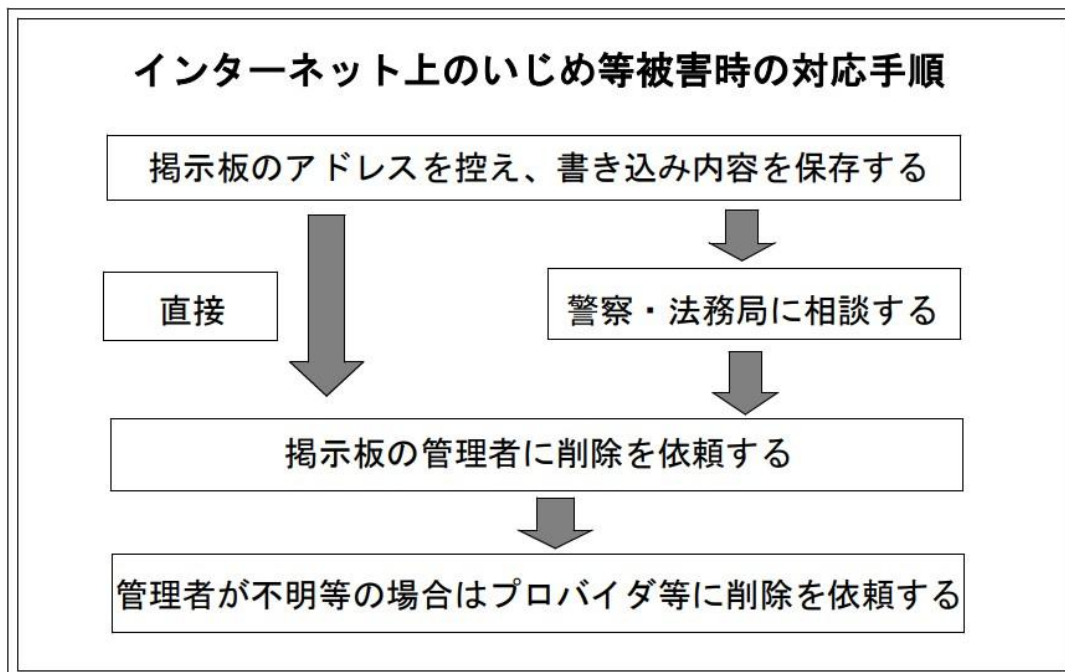 インターネット上のいじめ等被害時の対応手順
掲示板のアドレスを控え、書き込み内容を保存する
直接
警察・法務局に相談する
掲示板の管理者に削除を依頼する
管理者が不明等の場合はプロバイダ等に削除を依頼する